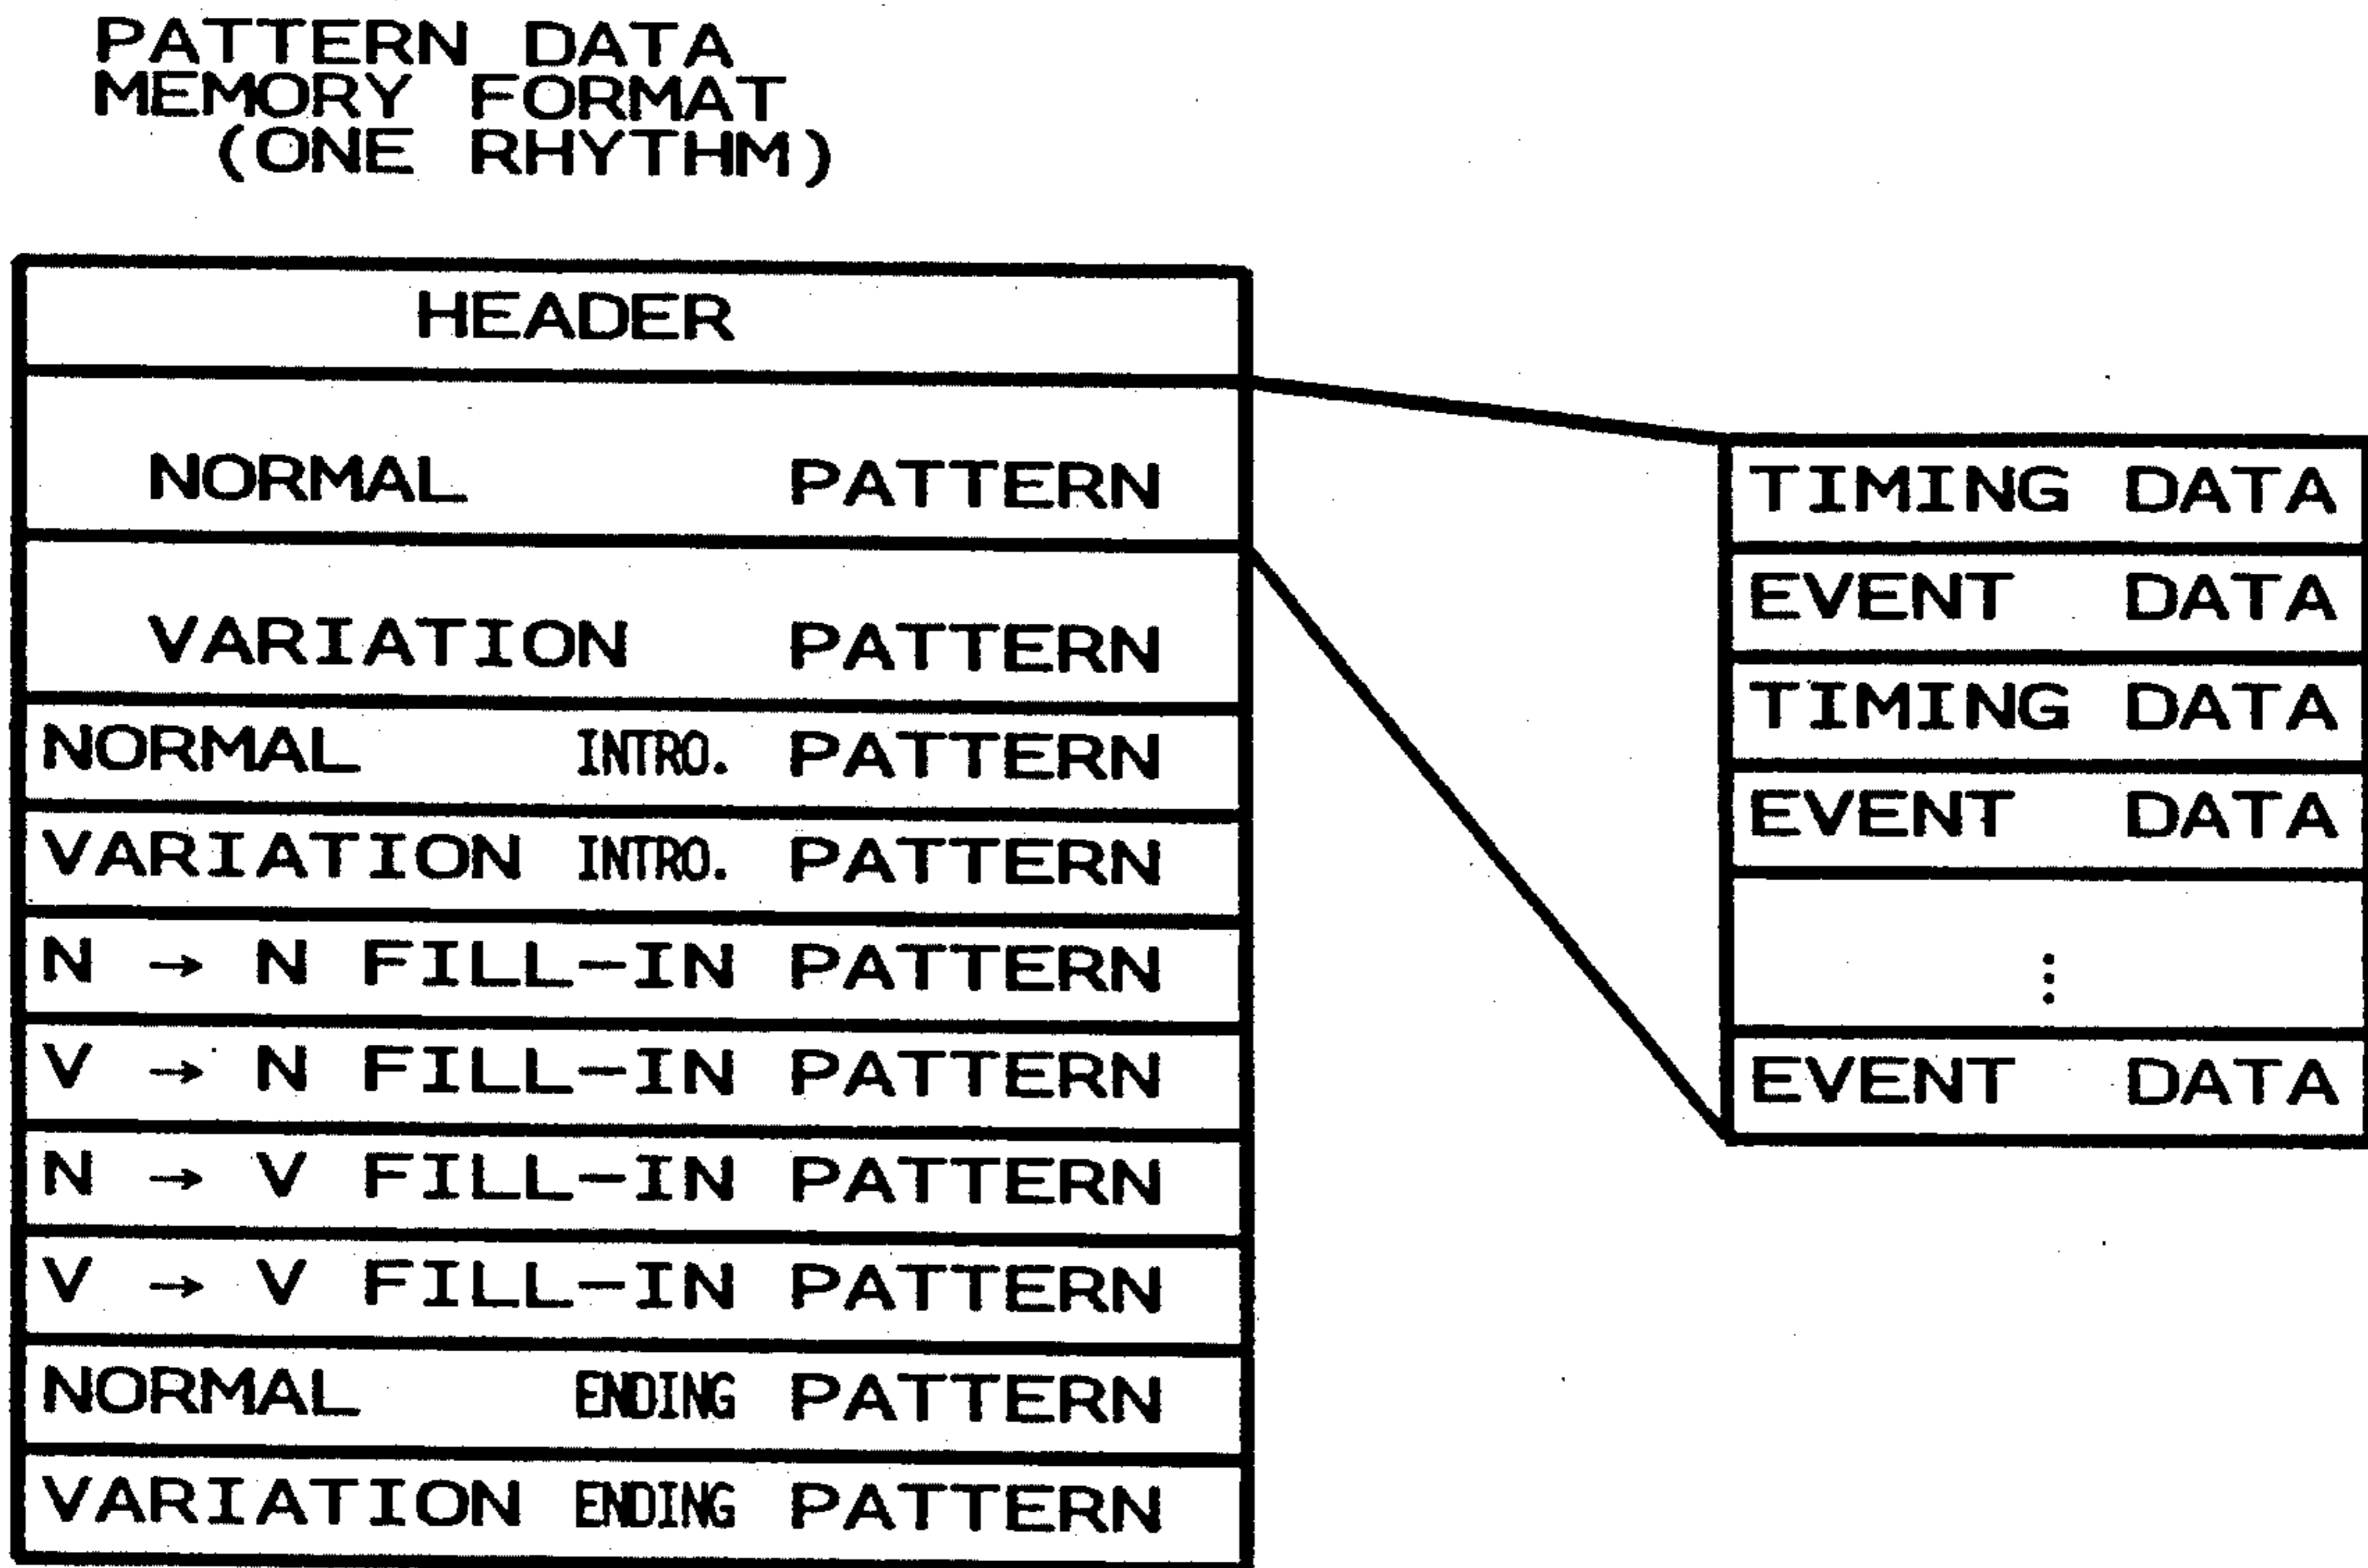 PATTERN DATA
MEMORY FORMAT
(ONE RHYTHM)
HEADER
NORMAL PATTERN
VARIATION PATTERN
NORMAL INTRO. PATTERN
VARIATION INTRO. PATTERN
N → N FILL-IN PATTERN
V → N FILL-IN PATTERN
N → V FILL-IN PATTERN
V → V FILL-IN PATTERN
NORMAL ENDING PATTERN
VARIATION ENDING PATTERN
TIMING DATA
EVENT DATA
TIMING DATA
EVENT DATA
⋮
EVENT DATA